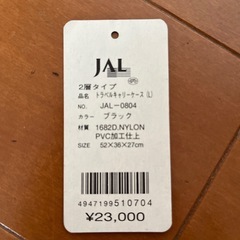 JAL
2層タイプ
品名 トラベルキャリーケース (L)
NO. JAL-0804
カラー ブラック
材質 1682D.NYLON
PVC加工仕上
SIZE 52×36×27cm
4947199510704
¥23,000